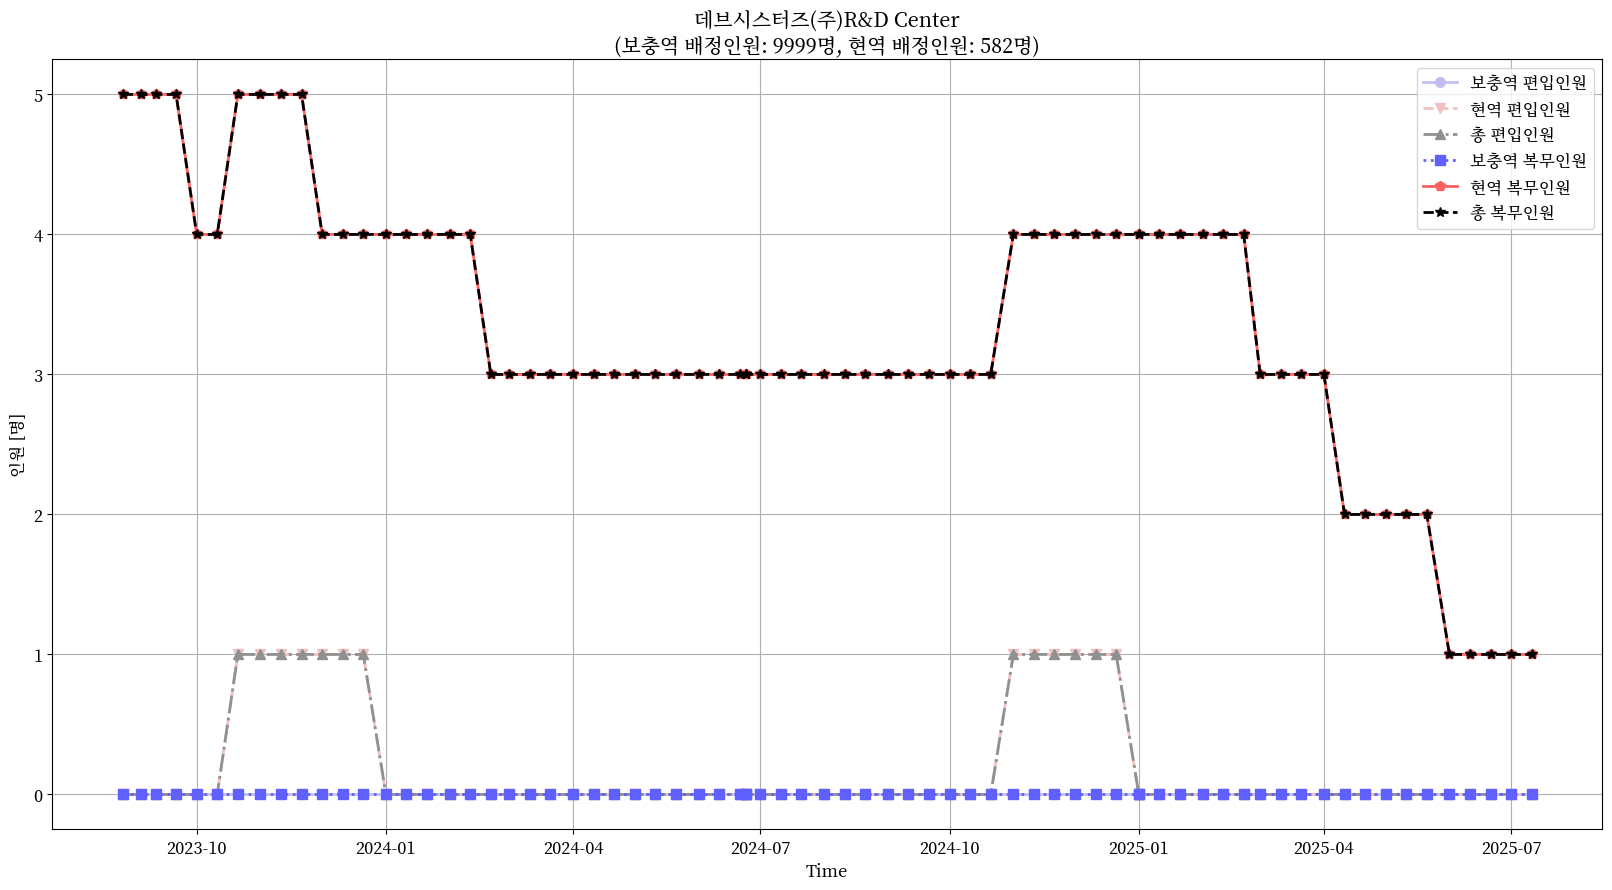 데브시스터즈(주)R&D Center
(보충역 배정인원: 9999명, 현역 배정인원: 582명)
보충역 편입인원
현역 편입인원
총 편입인원
보충역 복무인원
현역 복무인원
총 복무인원
인원 [명]
5
4
3
2
1
0
2023-10
2024-01
2024-04
2024-07
2024-10
2025-01
2025-04
2025-07
Time